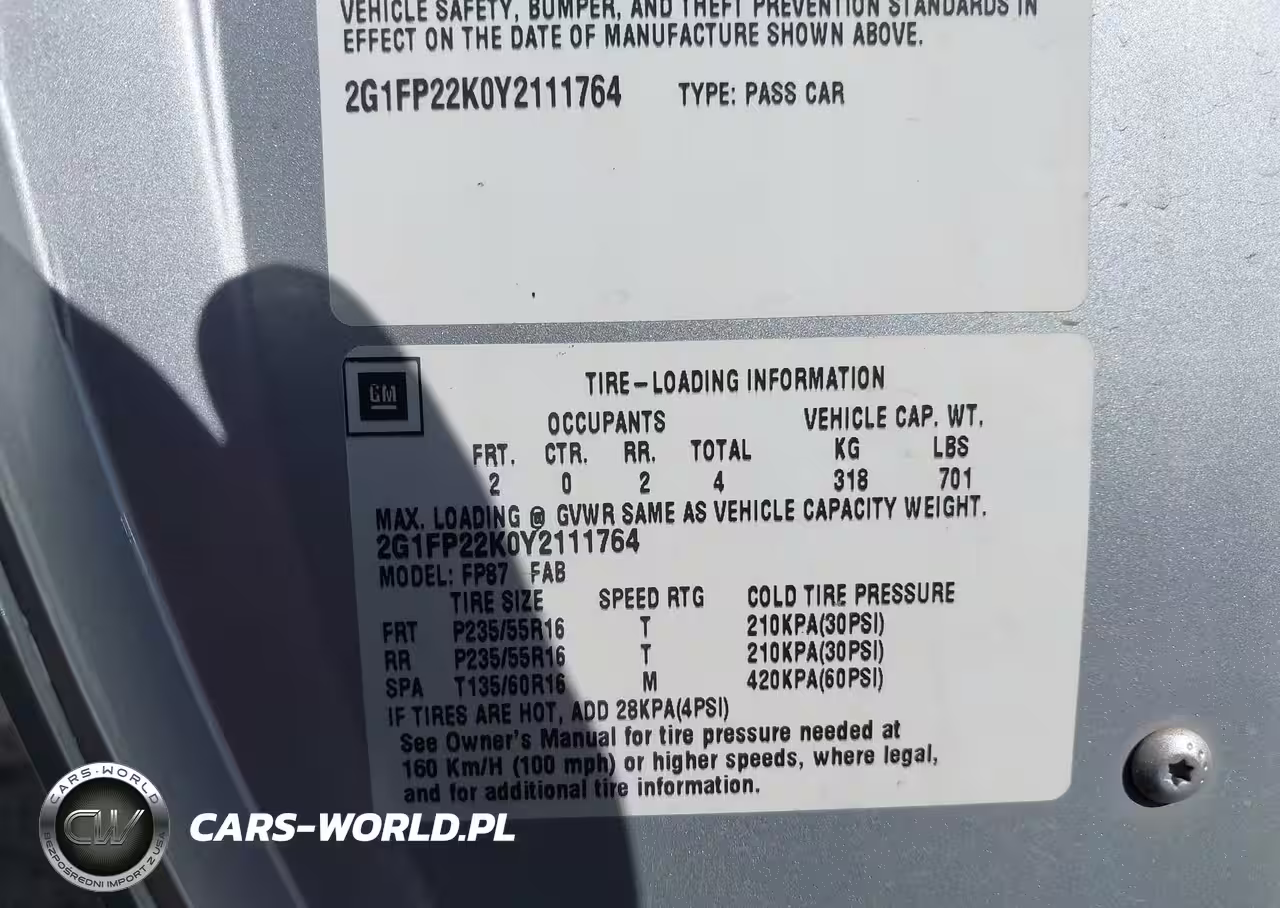 VEHICLE SAFETY, BUMPER, AND THEFT PREVENTION STANDARDS IN
EFFECT ON THE DATE OF MANUFACTURE SHOWN ABOVE.
2G1FP22K0Y2111764 TYPE: PASS CAR
GM
TIRE-LOADING INFORMATION
OCCUPANTS VEHICLE CAP. WT.
FRT. CTR. RR. TOTAL KG LBS
2 0 2 4 318 701
MAX. LOADING @ GVWR SAME AS VEHICLE CAPACITY WEIGHT.
2G1FP22K0Y2111764
MODEL: FP87 FAB
TIRE SIZE SPEED RTG COLD TIRE PRESSURE
FRT P235/55R16 T 210KPA(30PSI)
RR P235/55R16 T 210KPA(30PSI)
SPA T135/60R16 M 420KPA(60PSI)
IF TIRES ARE HOT, ADD 28KPA(4PSI)
See Owner's Manual for tire pressure needed at
160 Km/H (100 mph) or higher speeds, where legal,
and for additional tire information.
CARS-WORLD
CW
BEZPOŚREDNI IMPORT Z USA
CARS-WORLD.PL